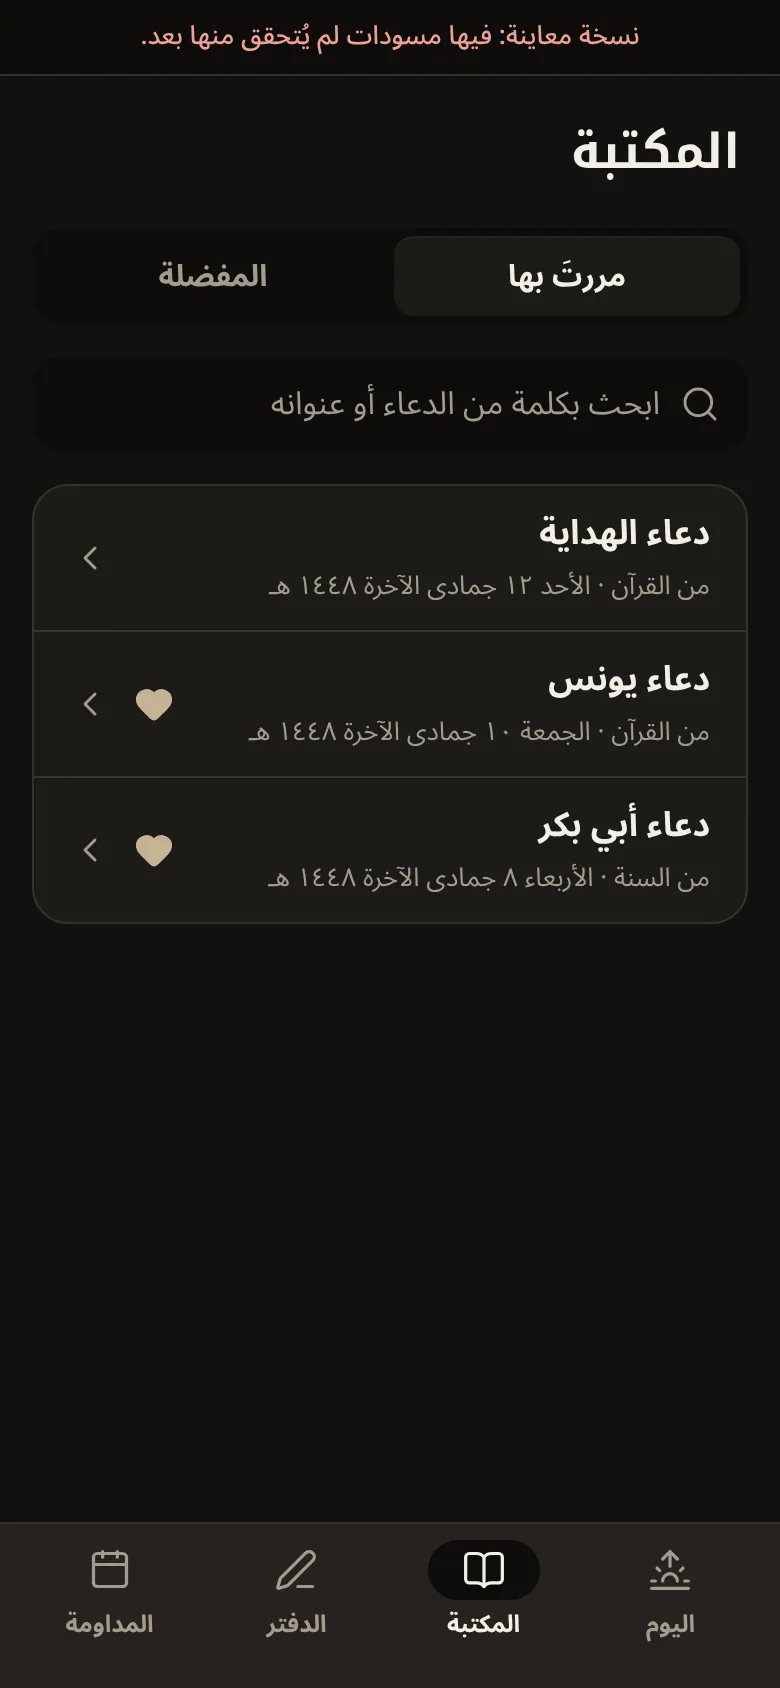 نسخة معاينة: فيها مسودات لم يُتحقق منها بعد.
المكتبة
مررتَ بها
المفضلة
ابحث بكلمة من الدعاء أو عنوانه
دعاء الهداية
من القرآن · الأحد ١٢ جمادى الآخرة ١٤٤٨ هـ
دعاء يونس
من القرآن · الجمعة ١٠ جمادى الآخرة ١٤٤٨ هـ
دعاء أبي بكر
من السنة · الأربعاء ٨ جمادى الآخرة ١٤٤٨ هـ
اليوم
المكتبة
الدفتر
المداومة